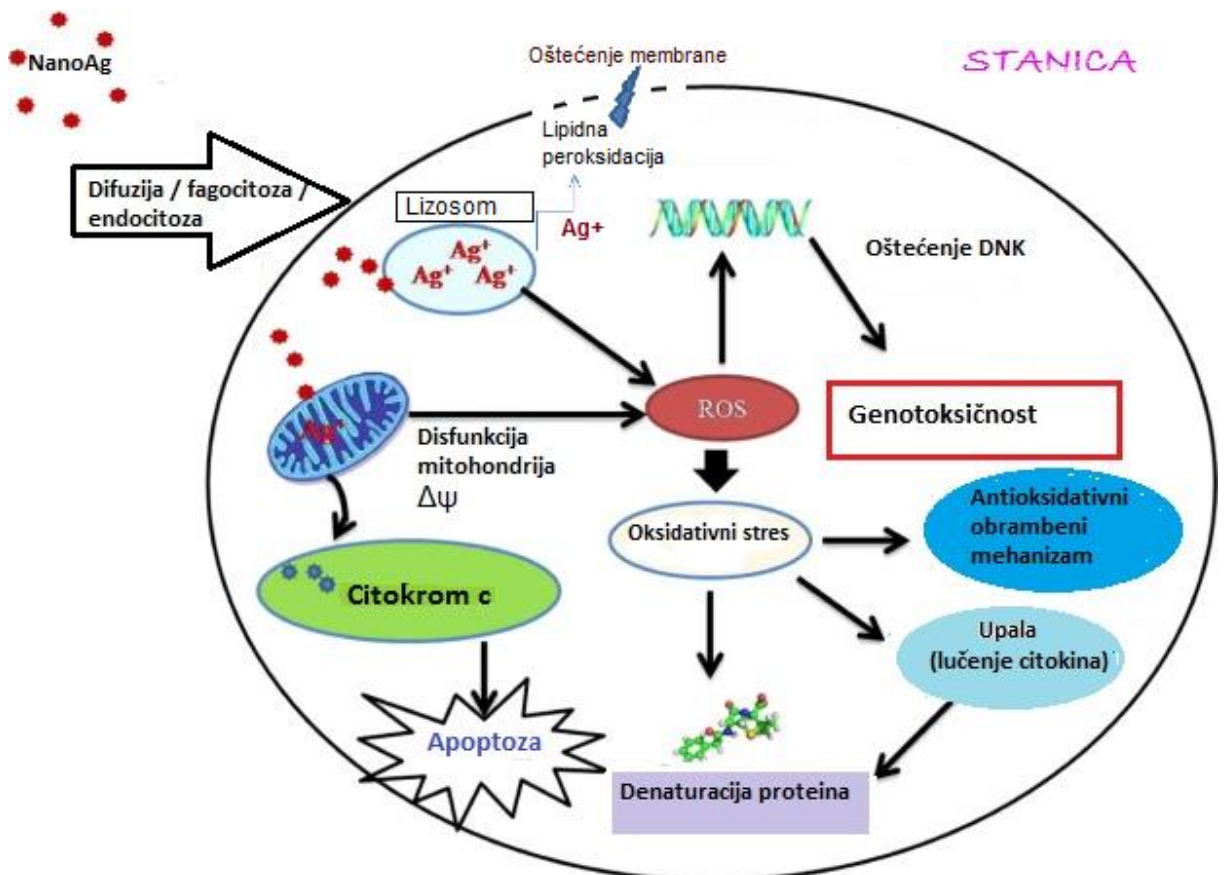 NanoAg
Oštećenje membrane
STANICA
Lipidna
peroksidacija
Difuzija / fagocitoza /
endocitoza
Lizosom
Ag+
Ag⁺
Ag⁺ Ag⁺
Oštećenje DNK
ROS
Genotoksičnost
Ag⁺
Disfunkcija
mitohondrija
Δψ
Oksidativni stres
Antioksidativni
obrambeni
mehanizam
Citokrom c
Upala
(lučenje citokina)
Apoptoza
Denaturacija proteina